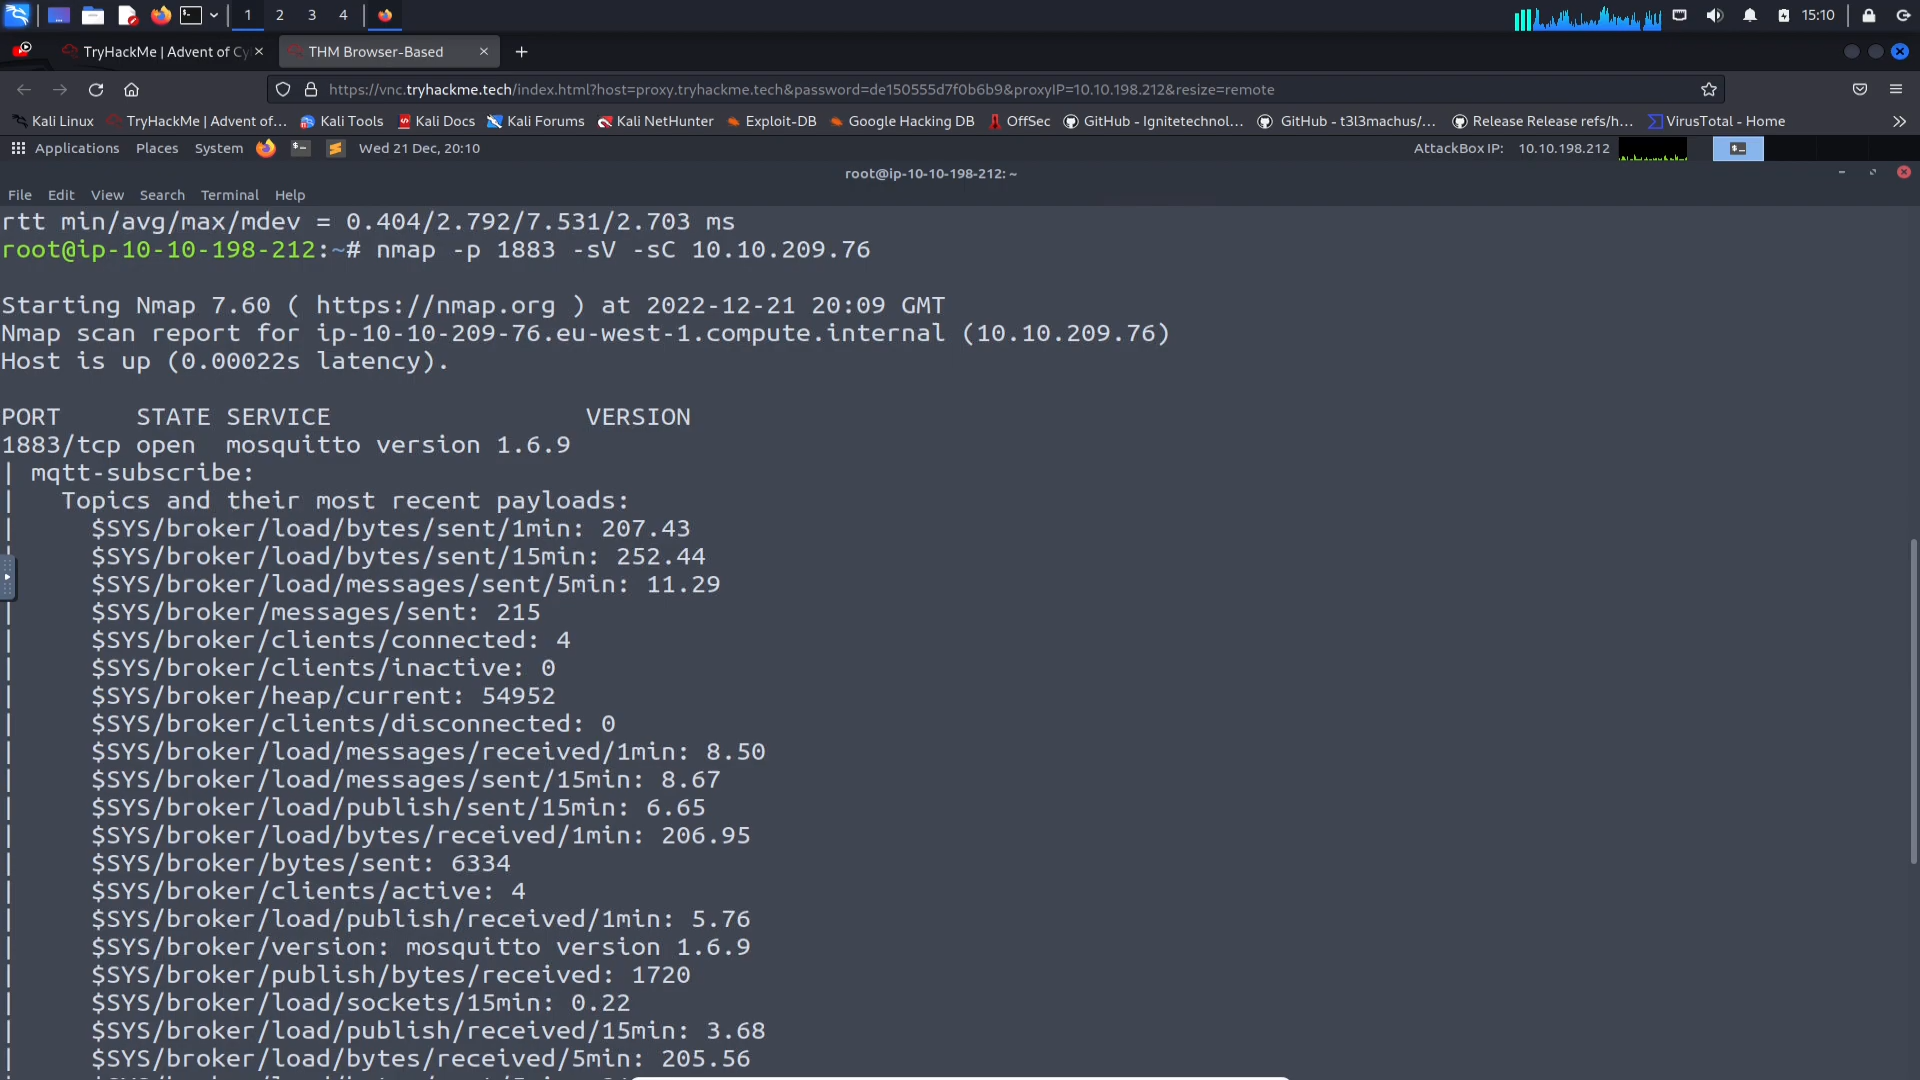 1 2 3 4 15:10
TryHackMe | Advent of Cy THM Browser-Based
https://vnc.tryhackme.tech/index.html?host=proxy.tryhackme.tech&password=de150555d7f0b6b9&proxyIP=10.10.198.212&resize=remote
Kali Linux TryHackMe | Advent of... Kali Tools Kali Docs Kali Forums Kali NetHunter Exploit-DB Google Hacking DB OffSec GitHub - Ignitetechnol... GitHub - t3l3machus/... Release Release refs/h... VirusTotal - Home
Applications Places System Wed 21 Dec, 20:10 AttackBox IP: 10.10.198.212
root@ip-10-10-198-212: ~
File Edit View Search Terminal Help
rtt min/avg/max/mdev = 0.404/2.792/7.531/2.703 ms
root@ip-10-10-198-212:~# nmap -p 1883 -sV -sC 10.10.209.76
Starting Nmap 7.60 ( https://nmap.org ) at 2022-12-21 20:09 GMT
Nmap scan report for ip-10-10-209-76.eu-west-1.compute.internal (10.10.209.76)
Host is up (0.00022s latency).
PORT STATE SERVICE VERSION
1883/tcp open mosquitto version 1.6.9
| mqtt-subscribe:
| Topics and their most recent payloads:
| $SYS/broker/load/bytes/sent/1min: 207.43
| $SYS/broker/load/bytes/sent/15min: 252.44
| $SYS/broker/load/messages/sent/5min: 11.29
| $SYS/broker/messages/sent: 215
| $SYS/broker/clients/connected: 4
| $SYS/broker/clients/inactive: 0
| $SYS/broker/heap/current: 54952
| $SYS/broker/clients/disconnected: 0
| $SYS/broker/load/messages/received/1min: 8.50
| $SYS/broker/load/messages/sent/15min: 8.67
| $SYS/broker/load/publish/sent/15min: 6.65
| $SYS/broker/load/bytes/received/1min: 206.95
| $SYS/broker/bytes/sent: 6334
| $SYS/broker/clients/active: 4
| $SYS/broker/load/publish/received/1min: 5.76
| $SYS/broker/version: mosquitto version 1.6.9
| $SYS/broker/publish/bytes/received: 1720
| $SYS/broker/load/sockets/15min: 0.22
| $SYS/broker/load/publish/received/15min: 3.68
| $SYS/broker/load/bytes/received/5min: 205.56